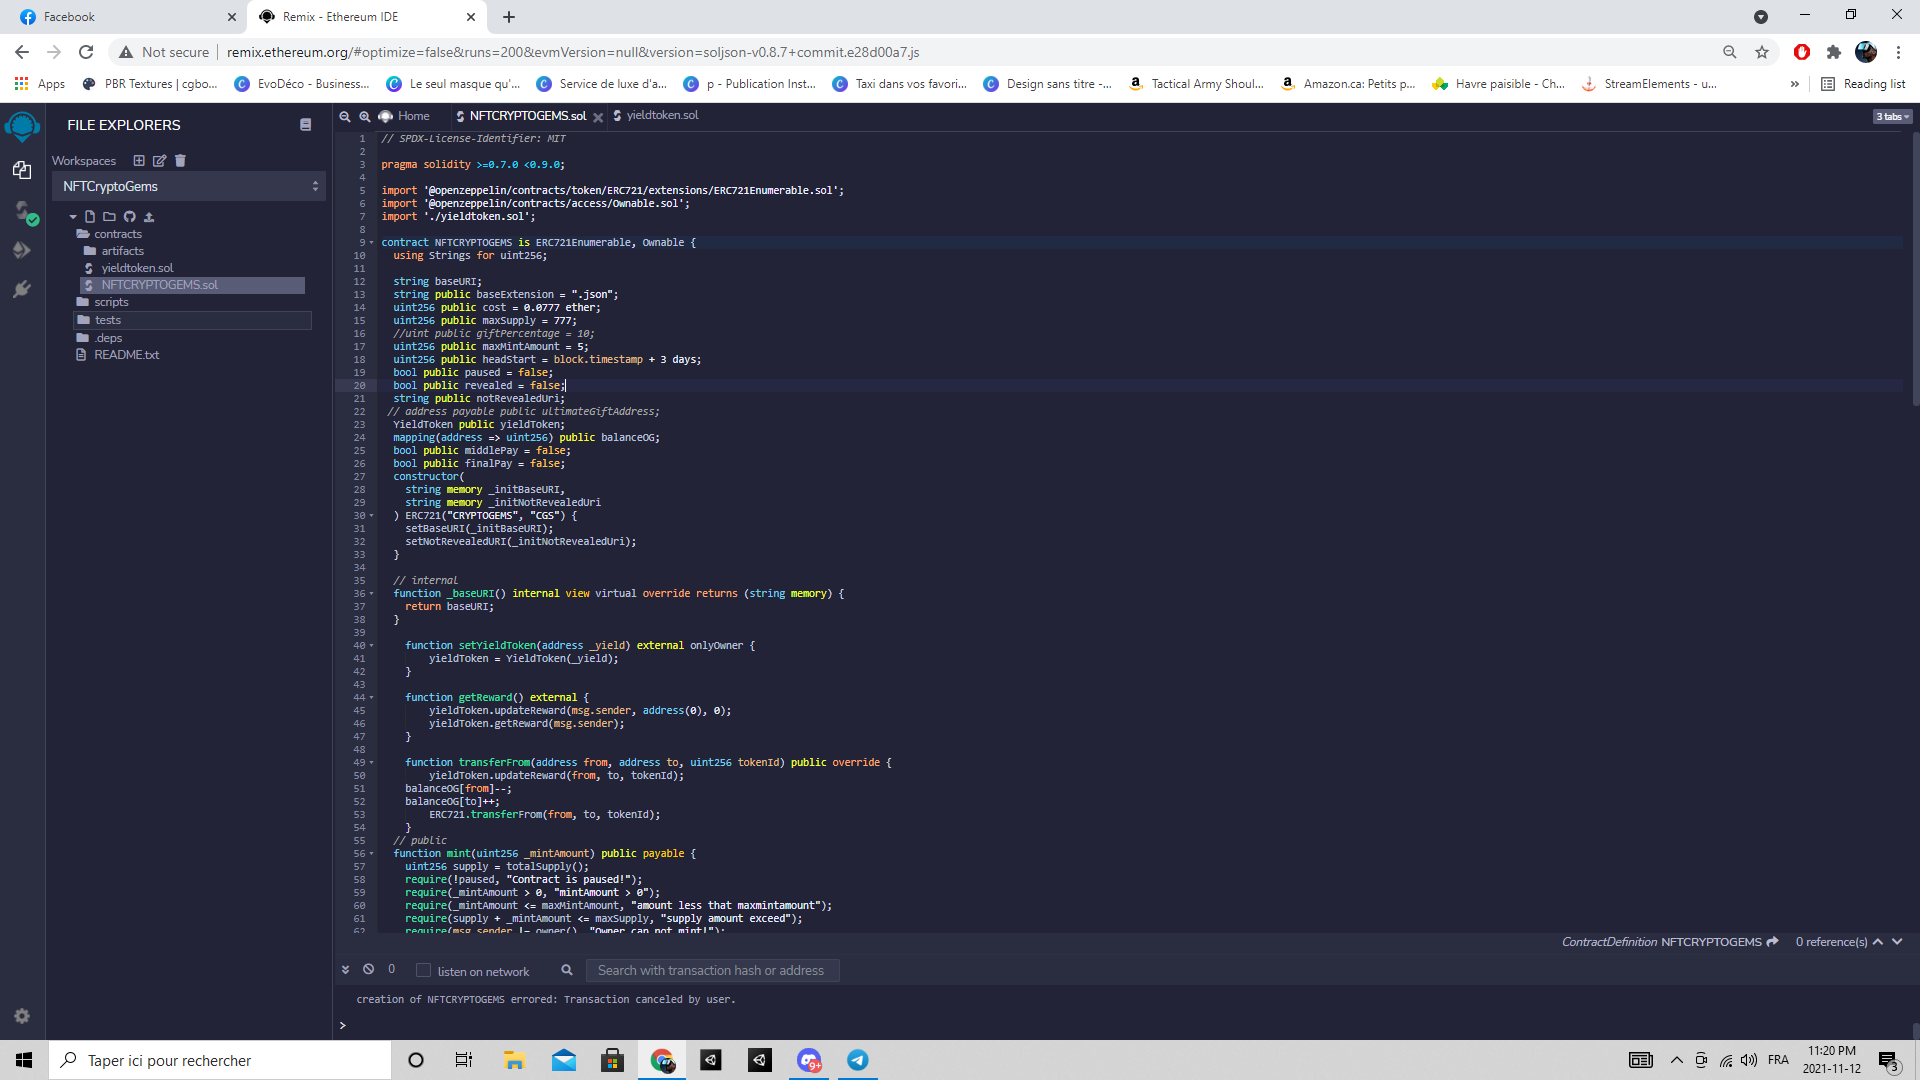 Facebook
Remix - Ethereum IDE
Not secure
remix.ethereum.org/#optimize=false&runs=200&evmVersion=null&version=soljson-v0.8.7+commit.e28d00a7.js
Apps
PBR Textures | cgbo...
EvoDéco - Business...
Le seul masque qu'...
Service de luxe d'a...
p - Publication Inst...
Taxi dans vos favori...
Design sans titre -...
Tactical Army Shoul...
Amazon.ca: Petits p...
Havre paisible - Ch...
StreamElements - u...
»
Reading list
FILE EXPLORERS
Workspaces
NFTCryptoGems
contracts
artifacts
yieldtoken.sol
NFTCRYPTOGEMS.sol
scripts
tests
.deps
README.txt
Home
NFTCRYPTOGEMS.sol
yieldtoken.sol
3 tabs
1 // SPDX-License-Identifier: MIT
2
3 pragma solidity >=0.7.0 <0.9.0;
4
5 import '@openzeppelin/contracts/token/ERC721/extensions/ERC721Enumerable.sol';
6 import '@openzeppelin/contracts/access/Ownable.sol';
7 import './yieldtoken.sol';
8
9 contract NFTCRYPTOGEMS is ERC721Enumerable, Ownable {
10 using Strings for uint256;
11
12 string baseURI;
13 string public baseExtension = ".json";
14 uint256 public cost = 0.0777 ether;
15 uint256 public maxSupply = 777;
16 //uint public giftPercentage = 10;
17 uint256 public maxMintAmount = 5;
18 uint256 public headStart = block.timestamp + 3 days;
19 bool public paused = false;
20 bool public revealed = false;
21 string public notRevealedUri;
22 // address payable public ultimateGiftAddress;
23 YieldToken public yieldToken;
24 mapping(address => uint256) public balanceOG;
25 bool public middlePay = false;
26 bool public finalPay = false;
27 constructor(
28 string memory _initBaseURI,
29 string memory _initNotRevealedUri
30 ) ERC721("CRYPTOGEMS", "CGS") {
31 setBaseURI(_initBaseURI);
32 setNotRevealedURI(_initNotRevealedUri);
33 }
34
35 // internal
36 function _baseURI() internal view virtual override returns (string memory) {
37 return baseURI;
38 }
39
40 function setYieldToken(address _yield) external onlyOwner {
41 yieldToken = YieldToken(_yield);
42 }
43
44 function getReward() external {
45 yieldToken.updateReward(msg.sender, address(0), 0);
46 yieldToken.getReward(msg.sender);
47 }
48
49 function transferFrom(address from, address to, uint256 tokenId) public override {
50 yieldToken.updateReward(from, to, tokenId);
51 balanceOG[from]--;
52 balanceOG[to]++;
53 ERC721.transferFrom(from, to, tokenId);
54 }
55 // public
56 function mint(uint256 _mintAmount) public payable {
57 uint256 supply = totalSupply();
58 require(!paused, "Contract is paused!");
59 require(_mintAmount > 0, "mintAmount > 0");
60 require(_mintAmount <= maxMintAmount, "amount less that maxmintamount");
61 require(supply + _mintAmount <= maxSupply, "supply amount exceed");
62 require(msg.sender != owner(), "Owner can not mint!");
ContractDefinition NFTCRYPTOGEMS
0 reference(s)
0
listen on network
Search with transaction hash or address
creation of NFTCRYPTOGEMS errored: Transaction canceled by user.
>
Taper ici pour rechercher
9+
FRA
11:20 PM
2021-11-12
3